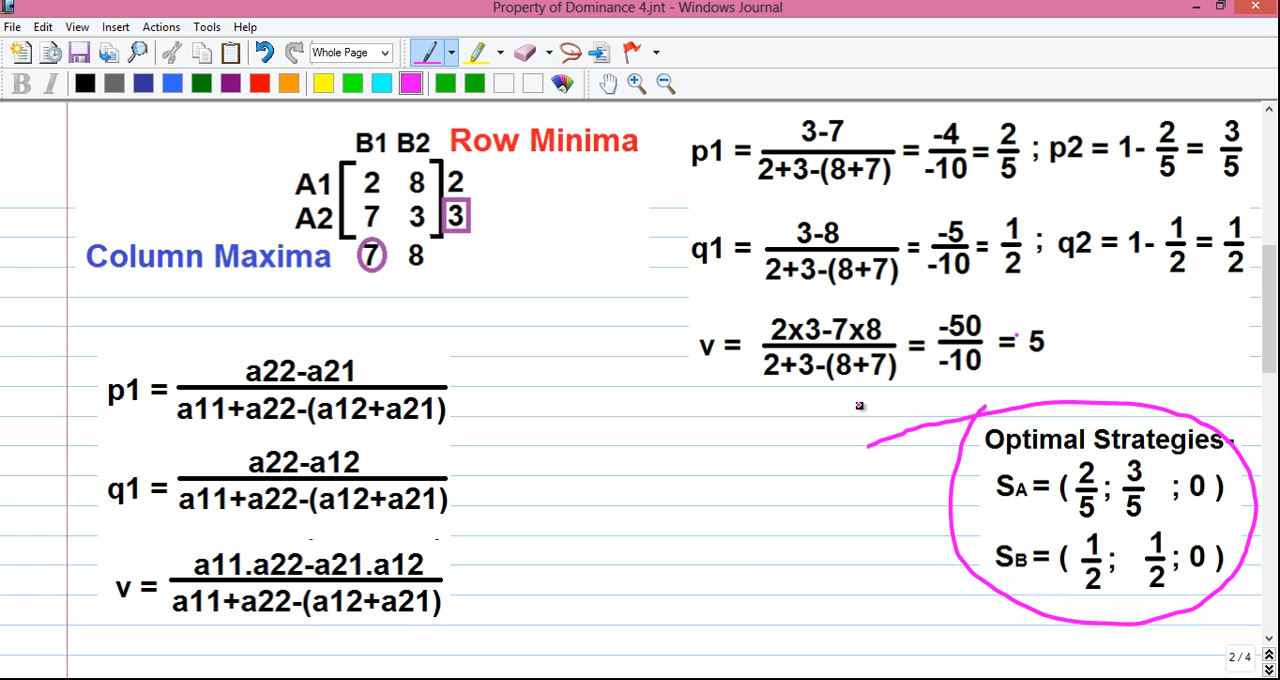 Property of Dominance 4.jnt - Windows Journal
File Edit View Insert Actions Tools Help
Whole Page
B I
B1 B2 Row Minima
A1 [ 2 8 ] 2
A2 [ 7 3 ] 3
Column Maxima 7 8
p1 = a22-a21 / a11+a22-(a12+a21)
q1 = a22-a12 / a11+a22-(a12+a21)
v = a11.a22-a21.a12 / a11+a22-(a12+a21)
p1 = 3-7 / 2+3-(8+7) = -4/-10 = 2/5 ; p2 = 1- 2/5 = 3/5
q1 = 3-8 / 2+3-(8+7) = -5/-10 = 1/2 ; q2 = 1- 1/2 = 1/2
v = 2x3-7x8 / 2+3-(8+7) = -50/-10 = 5
Optimal Strategies-
SA = ( 2/5 ; 3/5 ; 0 )
SB = ( 1/2 ; 1/2 ; 0 )
2 / 4